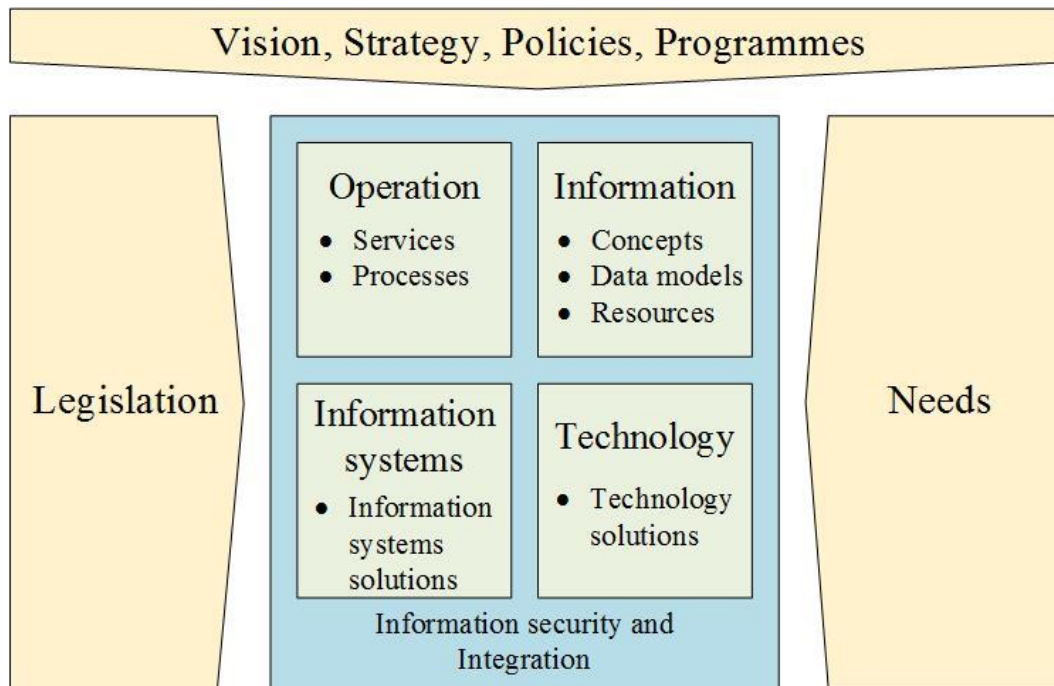 Vision, Strategy, Policies, Programmes
Legislation
Operation
● Services
● Processes
Information
● Concepts
● Data models
● Resources
Information
systems
● Information
systems
solutions
Technology
● Technology
solutions
Information security and
Integration
Needs